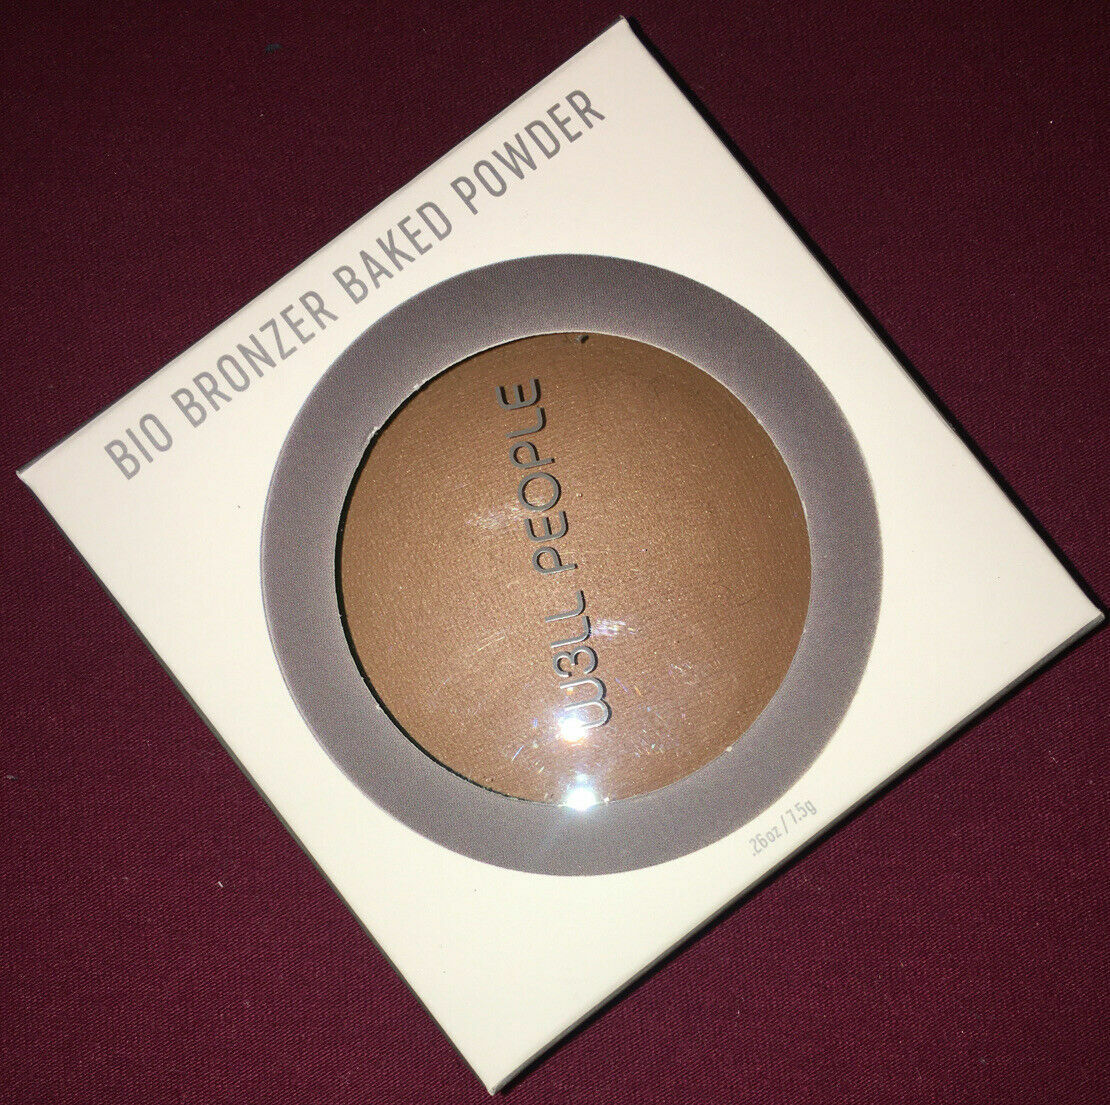 BIO BRONZER BAKED POWDER
W3LL PEOPLE
.26oz / 7.5g